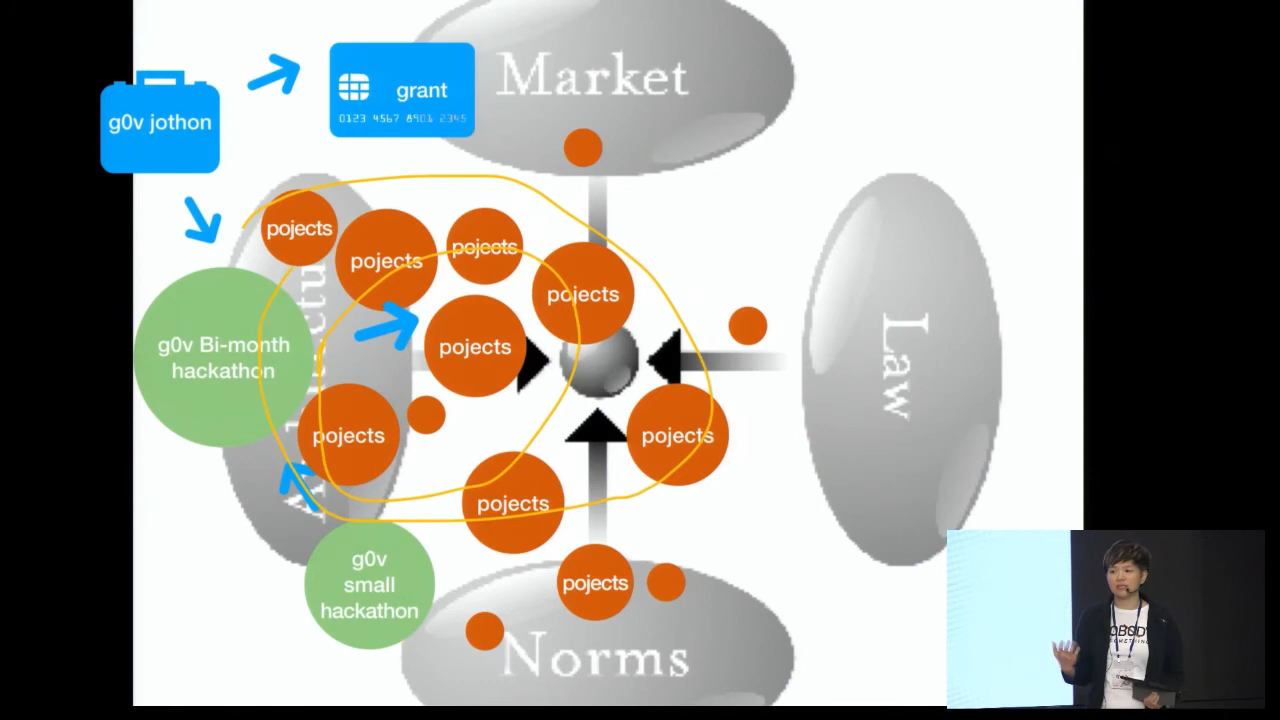 Market
g0v jothon
grant
0123 4567 8901 2345
pojects
pojects
pojects
pojects
g0v Bi-month
hackathon
pojects
Law
pojects
pojects
pojects
g0v
small
hackathon
pojects
Norms